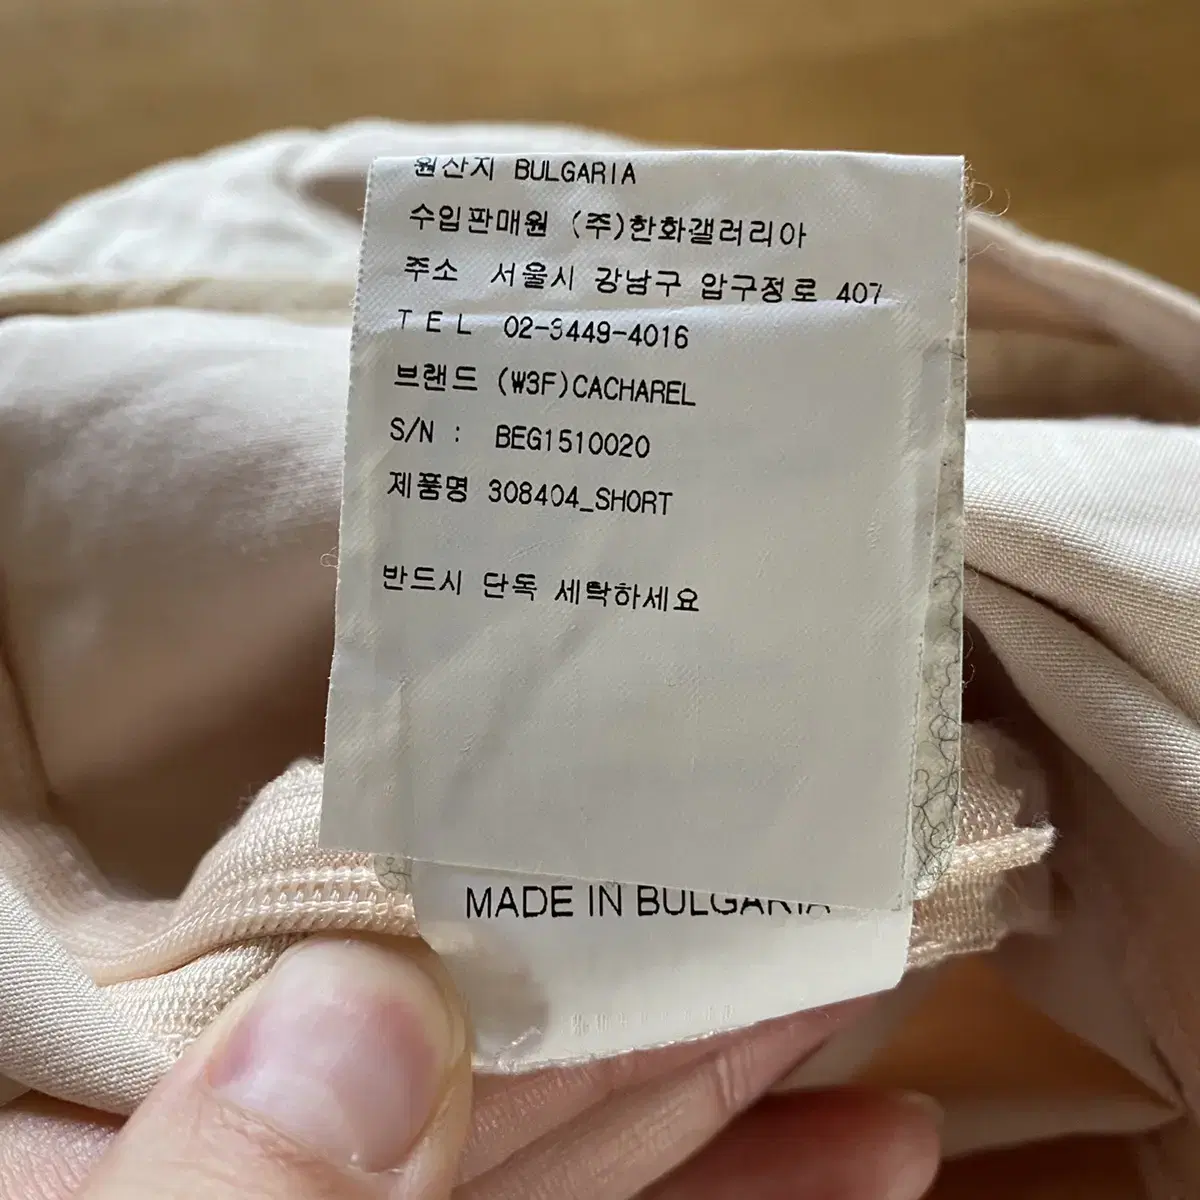 원산지 BULGARIA
수입판매원 (주)한화갤러리아
주소 서울시 강남구 압구정로 407
TEL 02-3449-4016
브랜드 (W3F)CACHAREL
S/N : BEG1510020
제품명 308404_SHORT
반드시 단독 세탁하세요
MADE IN BULGARIA